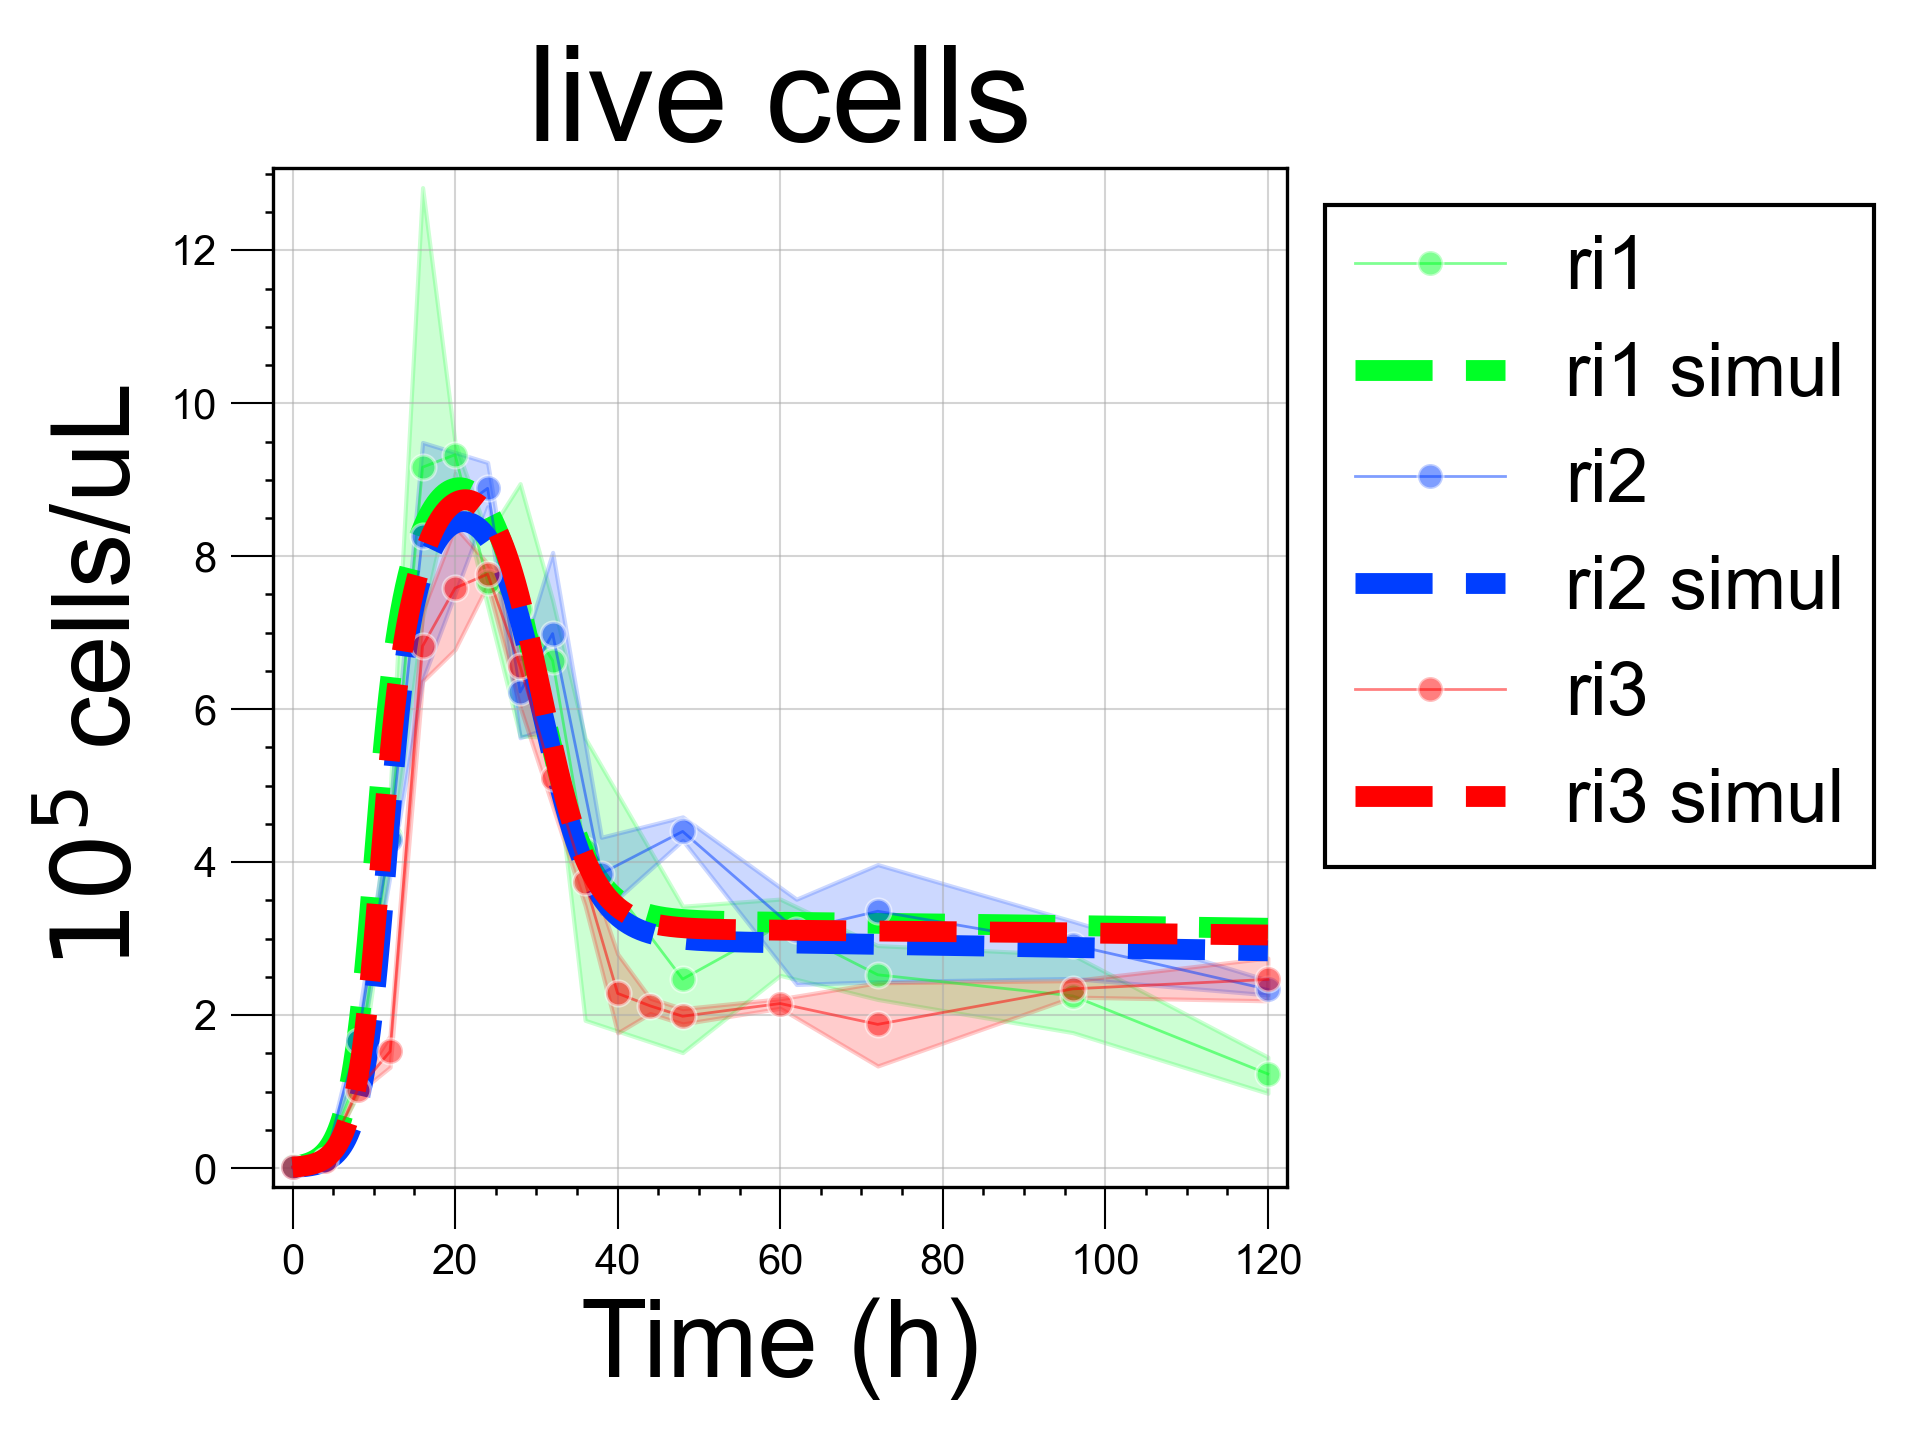 live cells
10⁵ cells/uL
12
10
8
6
4
2
0
0 20 40 60 80 100 120
Time (h)
ri1
ri1 simul
ri2
ri2 simul
ri3
ri3 simul